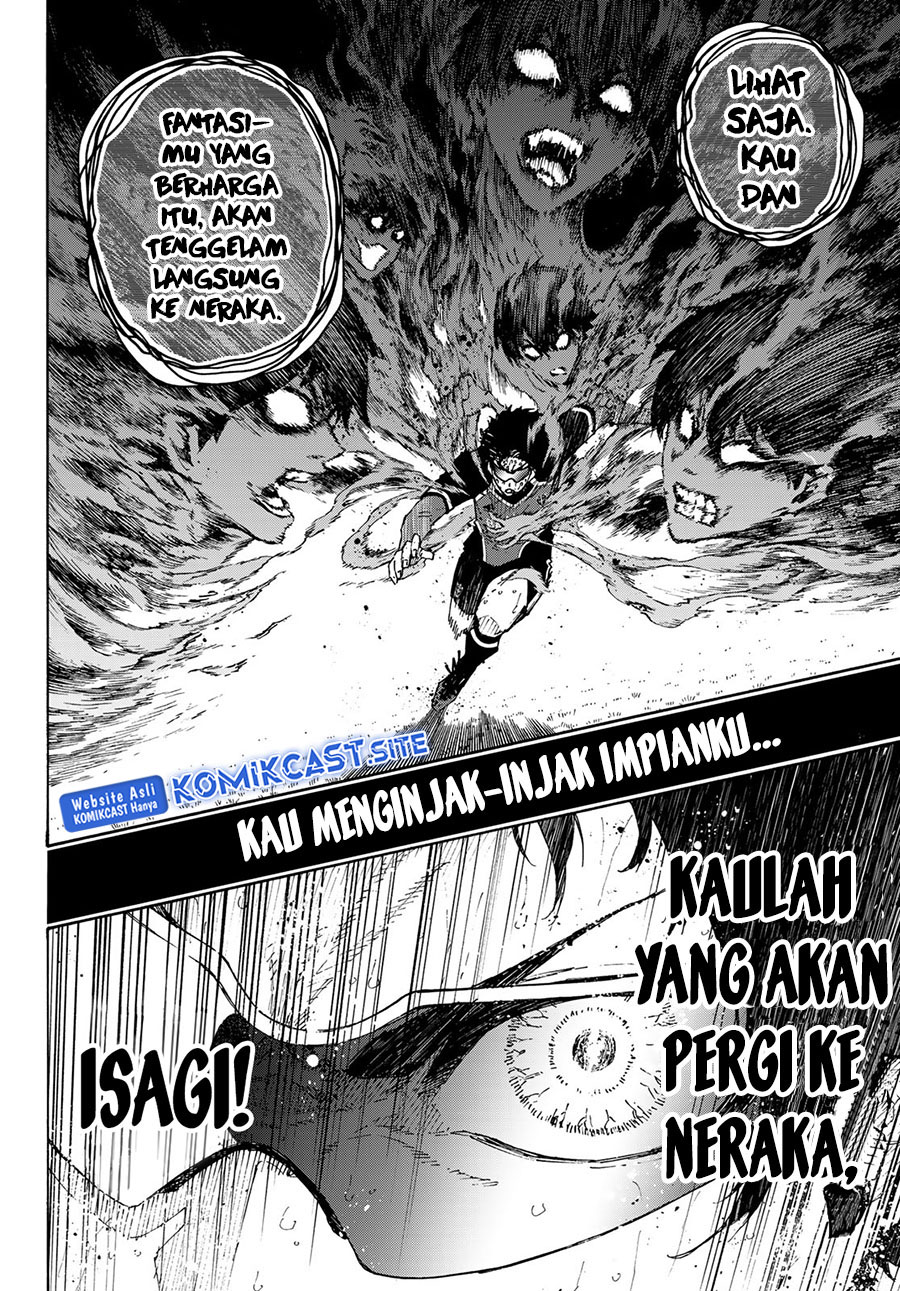 LIHAT
SAJA.
KAU
DAN
FANTASI-
MU YANG
BERHARGA
ITU, AKAN
TENGGELAM
LANGSUNG
KE NERAKA.
KAU MENGINJAK-INJAK IMPIANKU...
Website Asli
KOMIKCAST Hanya
KOMIKCAST.SITE
KAULAH
YANG AKAN
PERGI KE
NERAKA,
ISAGI!